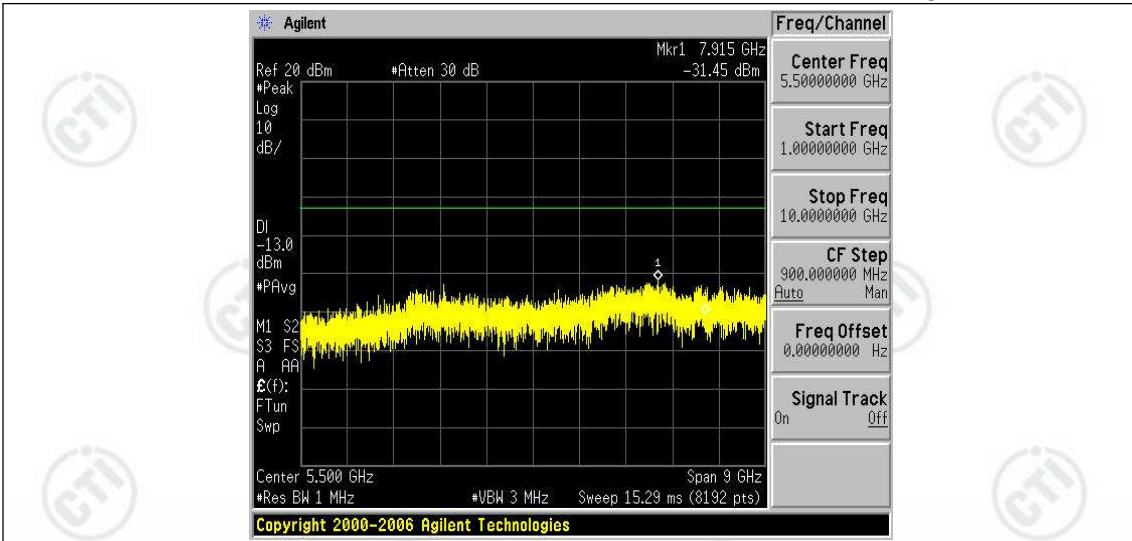 Agilent
Freq/Channel
Mkr1 7.915 GHz
Ref 20 dBm #Atten 30 dB -31.45 dBm
#Peak
Log
10
dB/
DI
-13.0
dBm
#PAvg
M1 S2
S3 FS
A AA
£(f):
FTun
Swp
1
Center 5.500 GHz Span 9 GHz
#Res BW 1 MHz #VBW 3 MHz Sweep 15.29 ms (8192 pts)
Copyright 2000-2006 Agilent Technologies
Center Freq
5.50000000 GHz
Start Freq
1.00000000 GHz
Stop Freq
10.0000000 GHz
CF Step
900.000000 MHz
Auto Man
Freq Offset
0.00000000 Hz
Signal Track
On Off
CTI
CTI
CTI
CTI